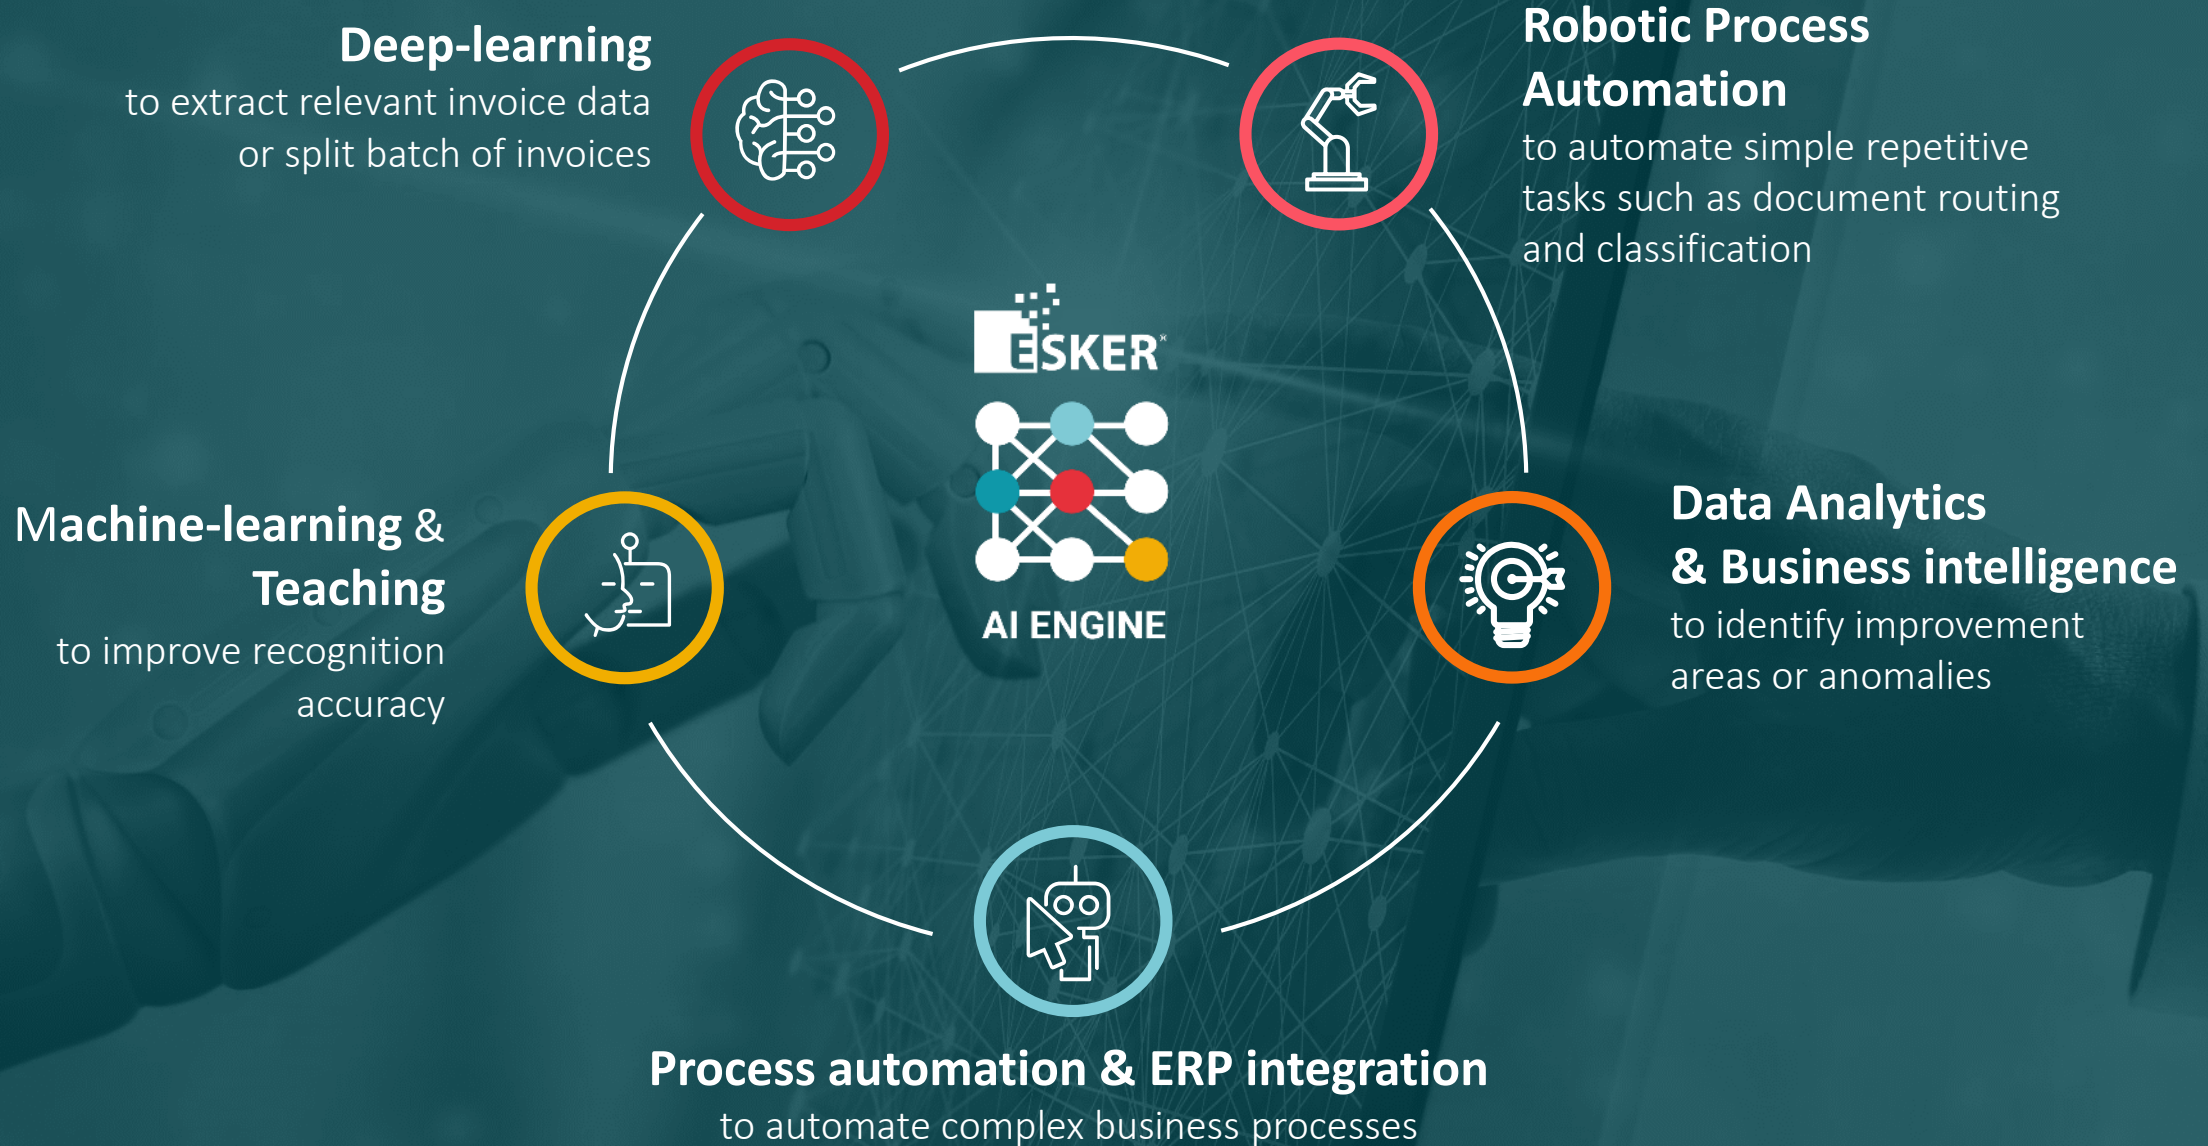 Deep-learning
to extract relevant invoice data
or split batch of invoices
Robotic Process
Automation
to automate simple repetitive
tasks such as document routing
and classification
ESKER®
AI ENGINE
Machine-learning &
Teaching
to improve recognition
accuracy
Data Analytics
& Business intelligence
to identify improvement
areas or anomalies
Process automation & ERP integration
to automate complex business processes